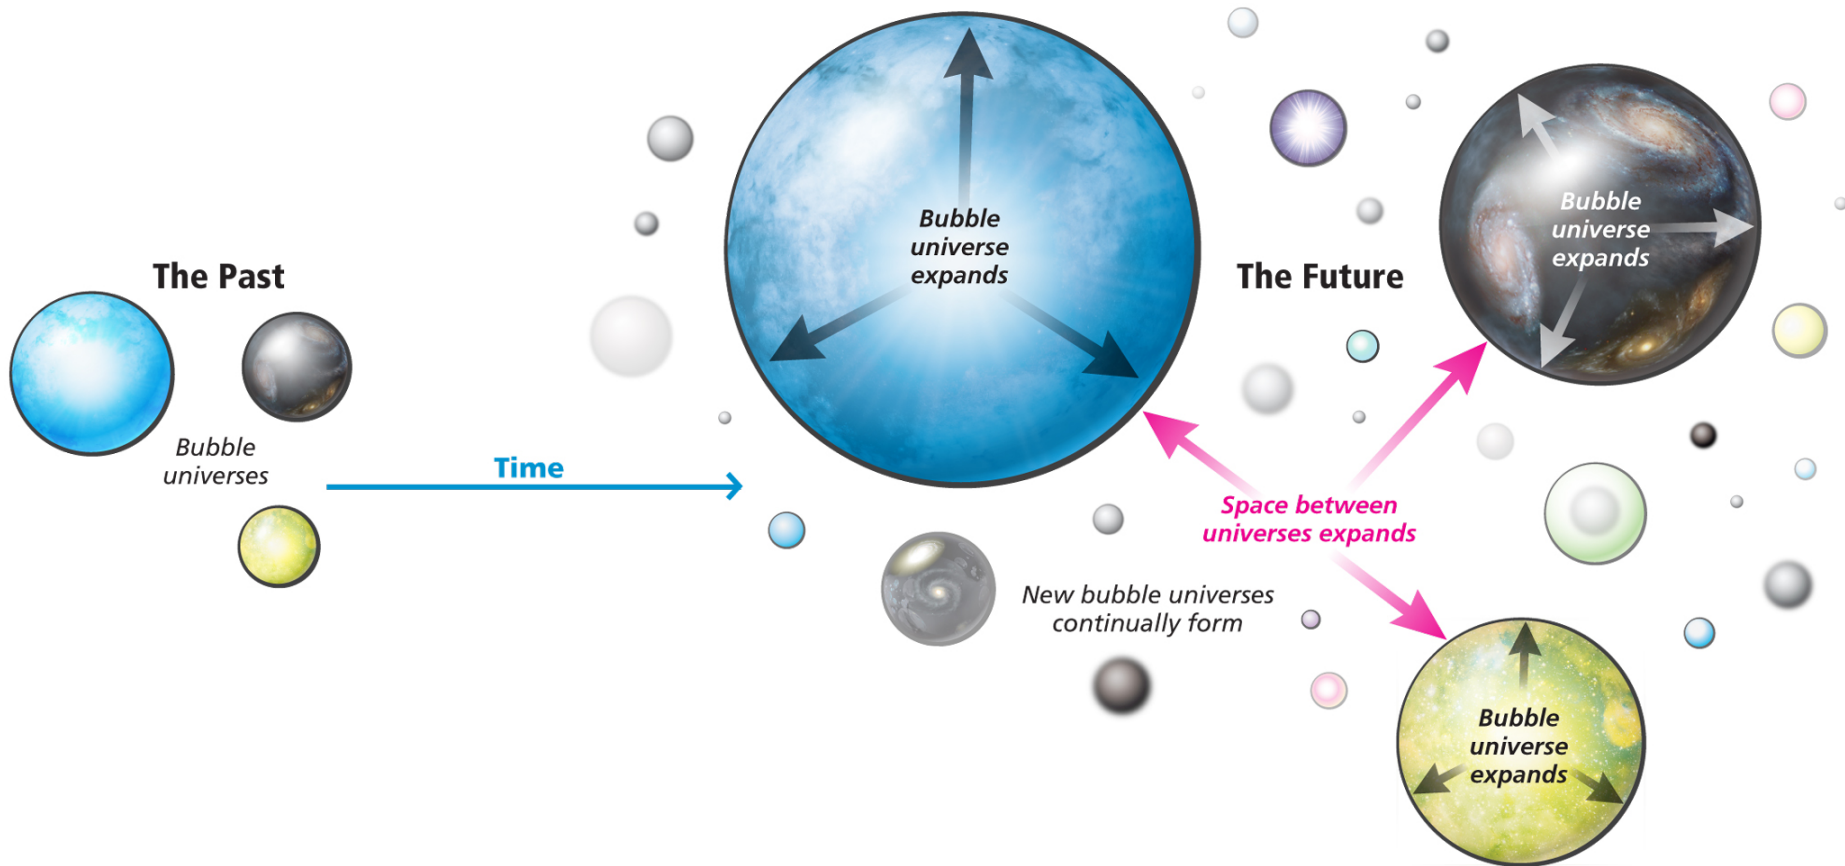 The Past
Bubble
universes
Time
Bubble
universe
expands
The Future
Bubble
universe
expands
Space between
universes expands
New bubble universes
continually form
Bubble
universe
expands